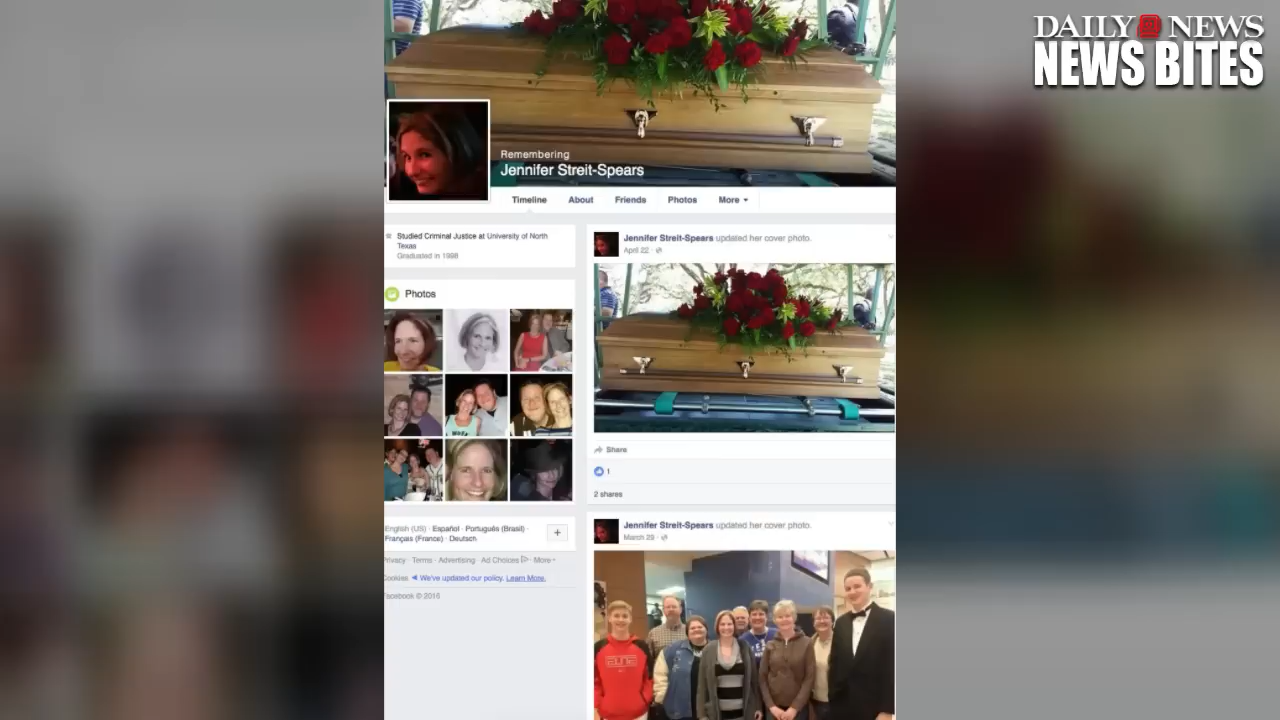 DAILY NEWS
NEWS BITES
Remembering
Jennifer Streit-Spears
Timeline About Friends Photos More
Studied Criminal Justice at University of North
Texas
Graduated in 1998
Photos
English (US) · Español · Português (Brasil) ·
Français (France) · Deutsch
+
Privacy · Terms · Advertising · Ad Choices · More
Cookies We've updated our policy. Learn More.
Facebook © 2016
Jennifer Streit-Spears updated her cover photo.
April 22 ·
Share
1
2 shares
Jennifer Streit-Spears updated her cover photo.
March 29 ·